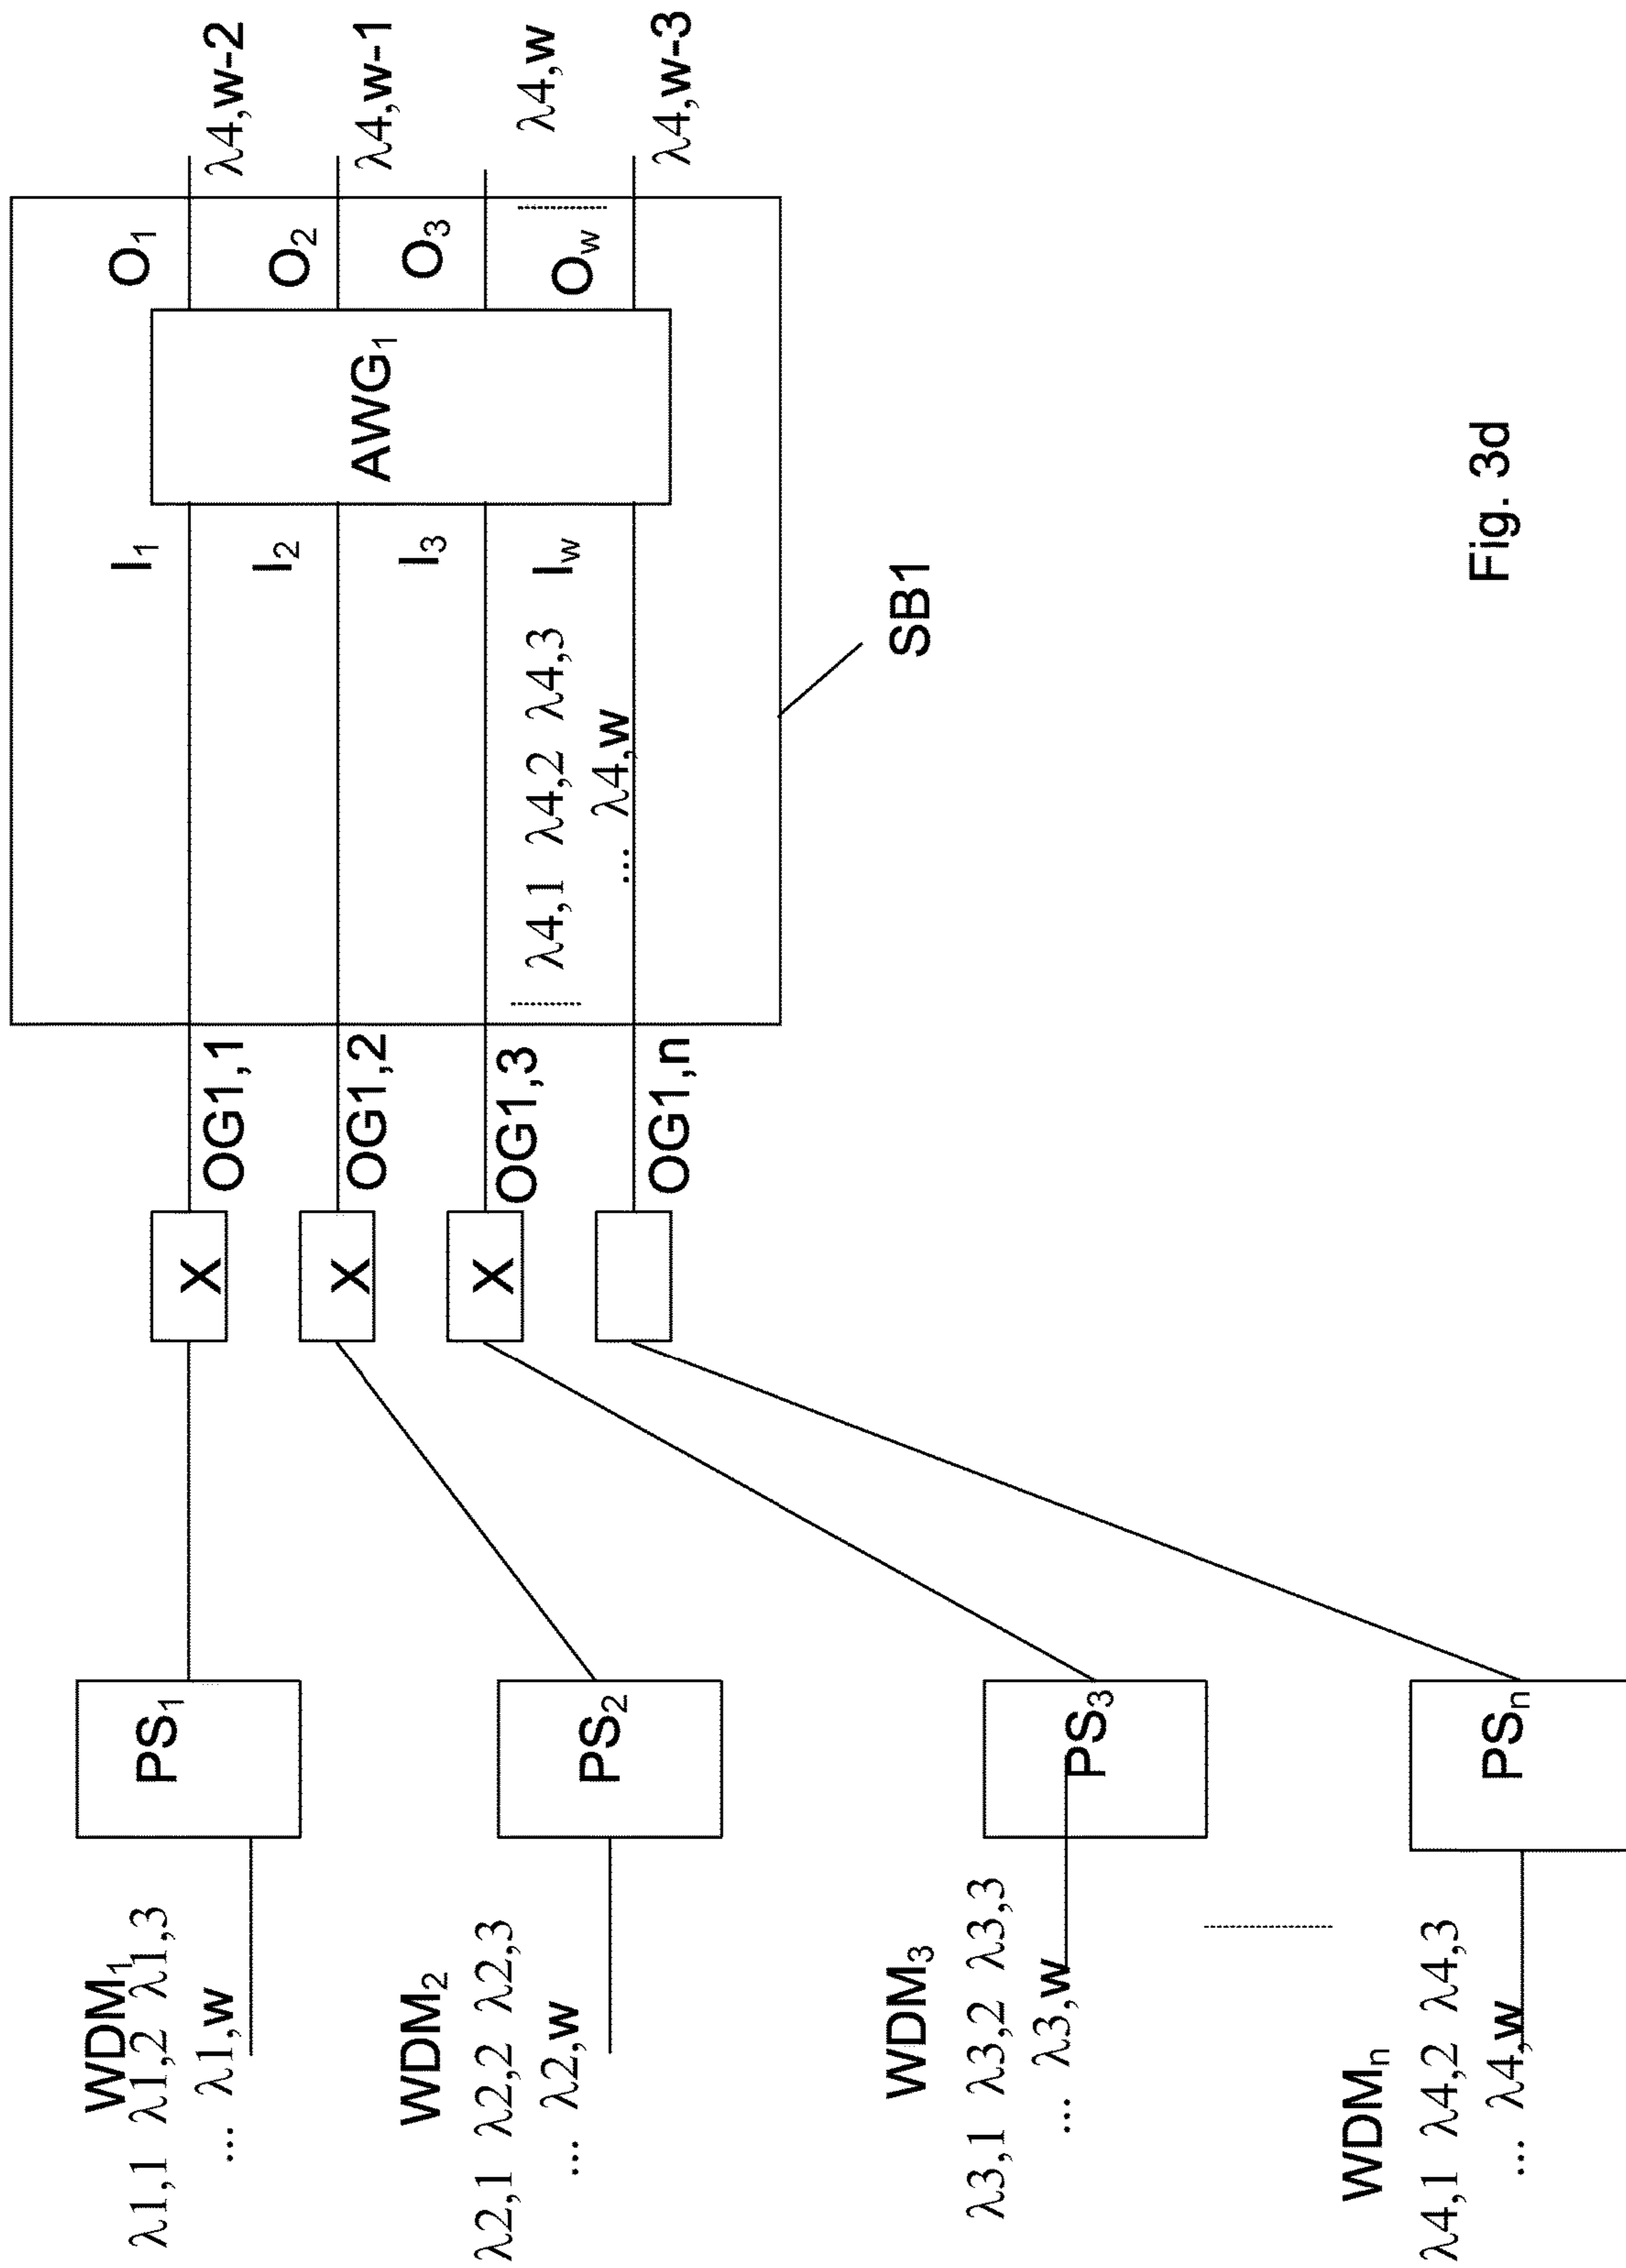 WDM1
λ1,1 λ1,2 λ1,3
... λ1,w
PS1
X
OG1,1
I1
O1
λ4,w-2
WDM2
λ2,1 λ2,2 λ2,3
... λ2,w
PS2
X
OG1,2
I2
AWG1
O2
λ4,w-1
WDM3
λ3,1 λ3,2 λ3,3
... λ3,w
PS3
X
OG1,3
I3
O3
λ4,w
WDMn
λ4,1 λ4,2 λ4,3
... λ4,w
PSn
OG1,n
λ4,1 λ4,2 λ4,3
... λ4,w
Iw
Ow
λ4,w-3
SB1
Fig. 3d